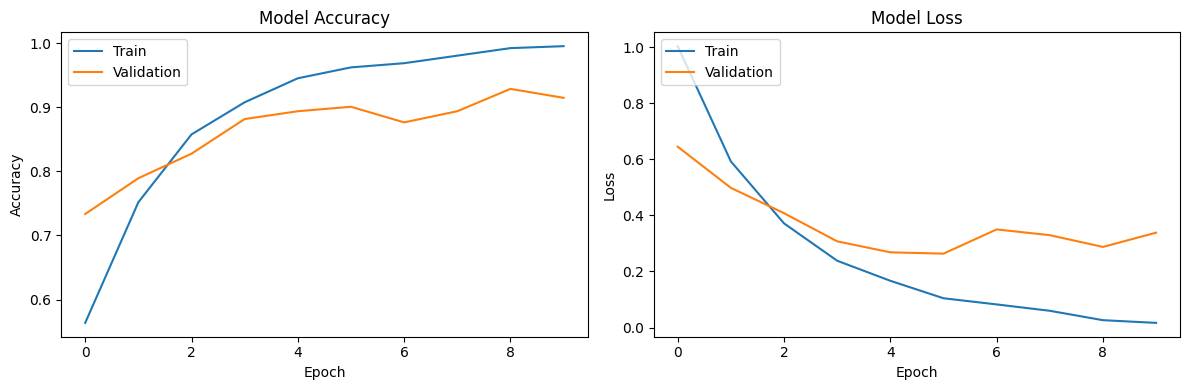 Model Accuracy
Train
Validation
1.0
0.9
0.8
0.7
0.6
Accuracy
0 2 4 6 8
Epoch
Model Loss
Train
Validation
1.0
0.8
0.6
0.4
0.2
0.0
Loss
0 2 4 6 8
Epoch